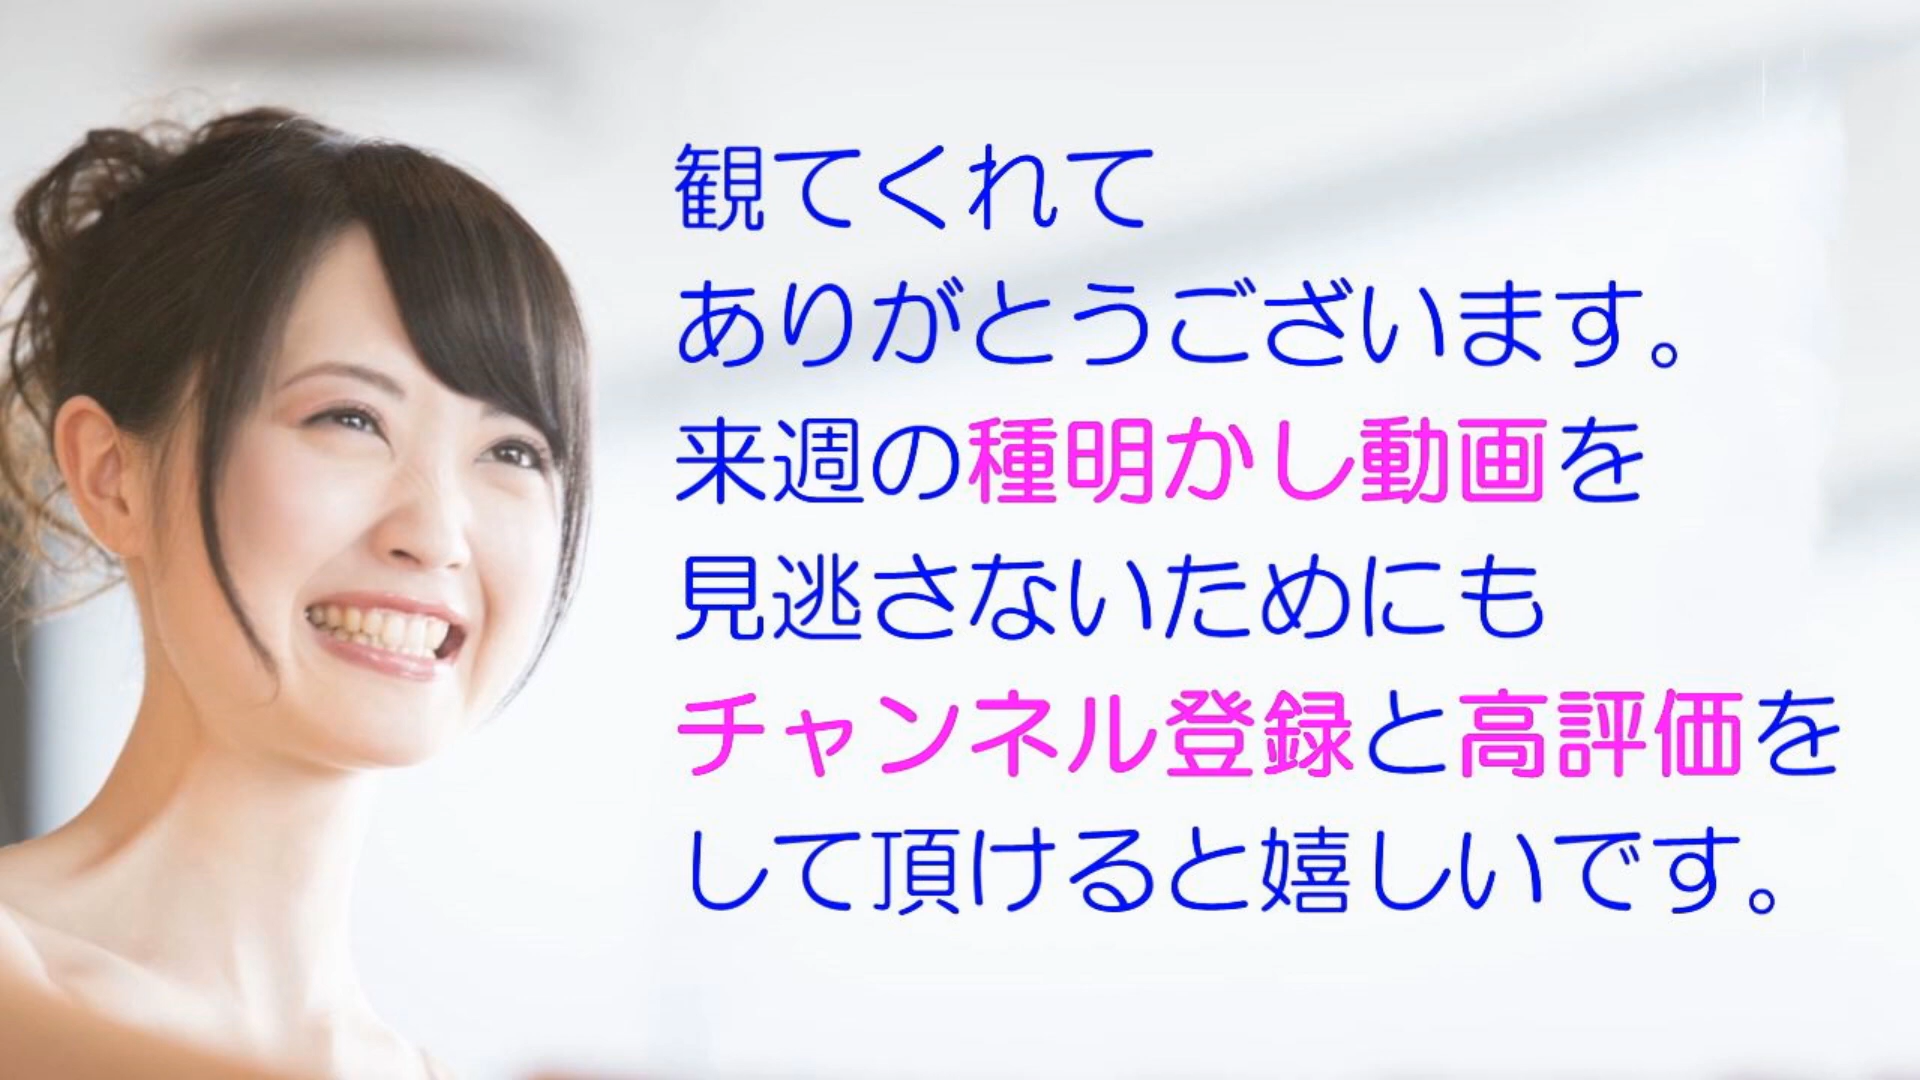 観てくれて
ありがとうございます。
来週の種明かし動画を
見逃さないためにも
チャンネル登録と高評価を
して頂けると嬉しいです。